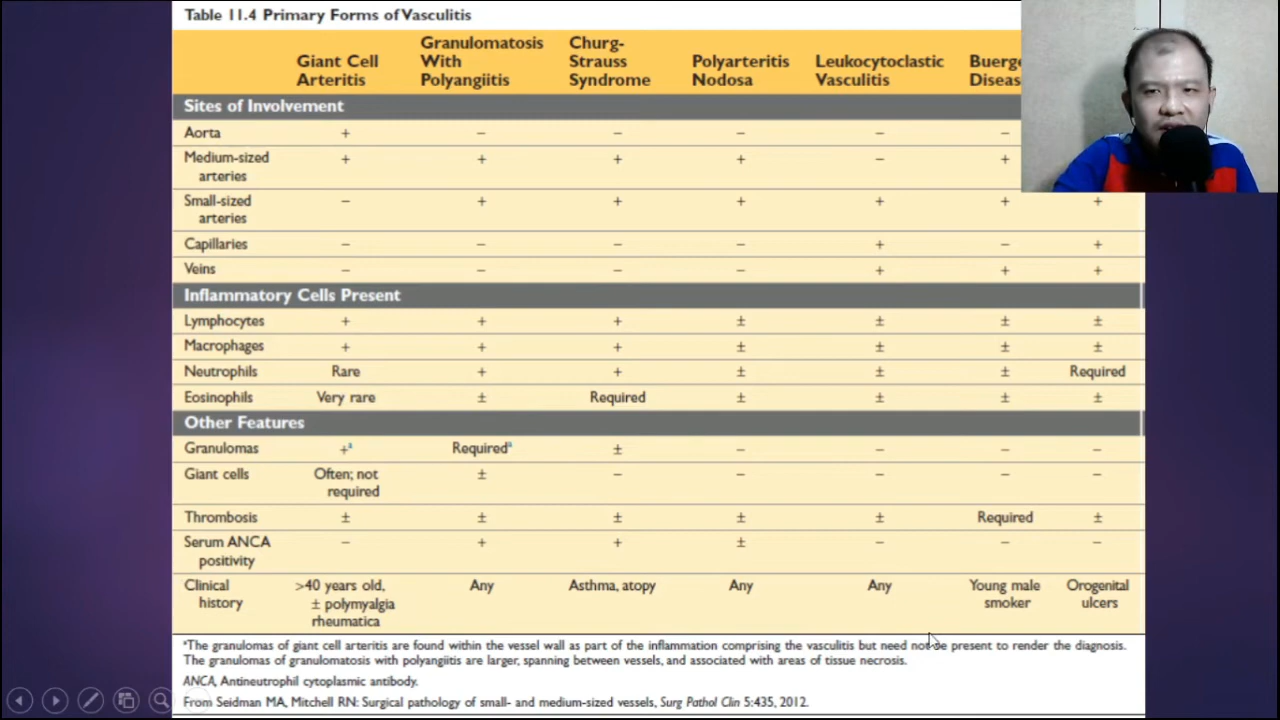 Table 11.4 Primary Forms of Vasculitis
Giant Cell Arteritis
Granulomatosis With Polyangiitis
Churg-Strauss Syndrome
Polyarteritis Nodosa
Leukocytoclastic Vasculitis
Sites of Involvement
Aorta + – – – – –
Medium-sized arteries + + + + – +
Small-sized arteries – + + + + + +
Capillaries – – – – + – +
Veins – – – – + + +
Inflammatory Cells Present
Lymphocytes + + + ± ± ± ±
Macrophages + + + ± ± ± ±
Neutrophils Rare + + ± ± ± Required
Eosinophils Very rare ± Required ± ± ± ±
Other Features
Granulomas +ᵃ Requiredᵃ ± – – – –
Giant cells Often; not required ± – – – – –
Thrombosis ± ± ± ± ± Required ±
Serum ANCA positivity – + + ± – – –
Clinical history >40 years old, ± polymyalgia rheumatica Any Asthma, atopy Any Any Young male smoker Orogenital ulcers
ᵃThe granulomas of giant cell arteritis are found within the vessel wall as part of the inflammation comprising the vasculitis but need not be present to render the diagnosis.
The granulomas of granulomatosis with polyangiitis are larger, spanning between vessels, and associated with areas of tissue necrosis.
ANCA, Antineutrophil cytoplasmic antibody.
From Seidman MA, Mitchell RN: Surgical pathology of small- and medium-sized vessels, Surg Pathol Clin 5:435, 2012.